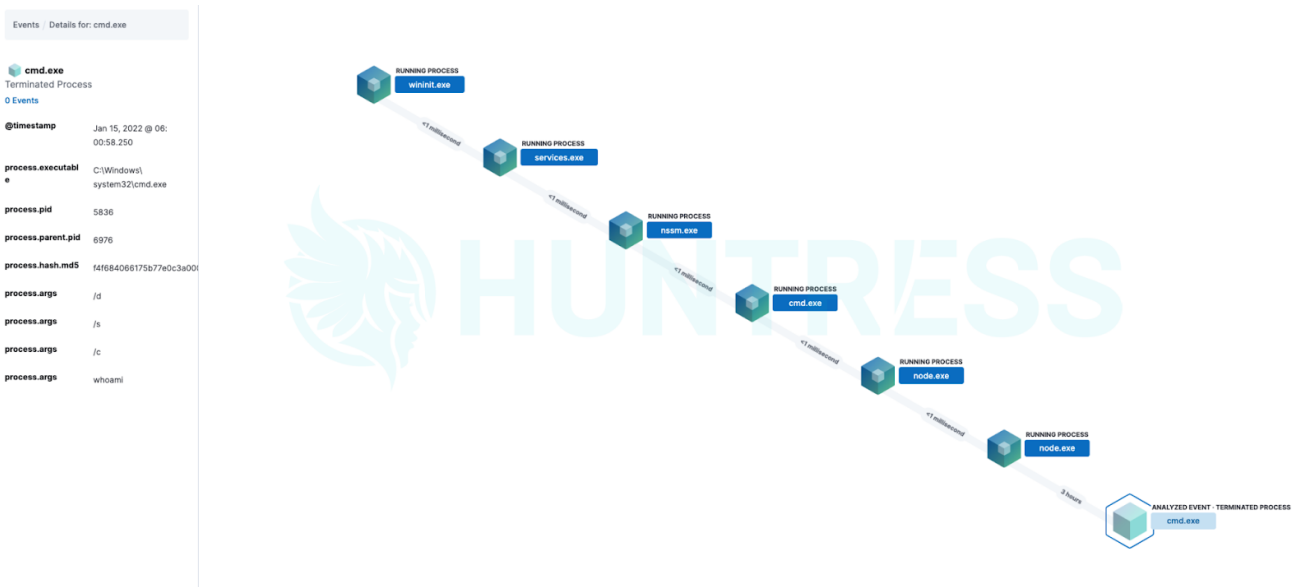 Events / Details for: cmd.exe
cmd.exe
Terminated Process
0 Events
@timestamp
Jan 15, 2022 @ 06:
00:58.250
process.executabl
e
C:\Windows\
system32\cmd.exe
process.pid
5836
process.parent.pid
6976
process.hash.md5
f4f684066175b77e0c3a000
process.args
/d
process.args
/s
process.args
/c
process.args
whoami
RUNNING PROCESS
wininit.exe
<1 millisecond
RUNNING PROCESS
services.exe
<1 millisecond
RUNNING PROCESS
nssm.exe
<1 millisecond
RUNNING PROCESS
cmd.exe
<1 millisecond
RUNNING PROCESS
node.exe
<1 millisecond
RUNNING PROCESS
node.exe
3 hours
ANALYZED EVENT · TERMINATED PROCESS
cmd.exe
HUNTRESS